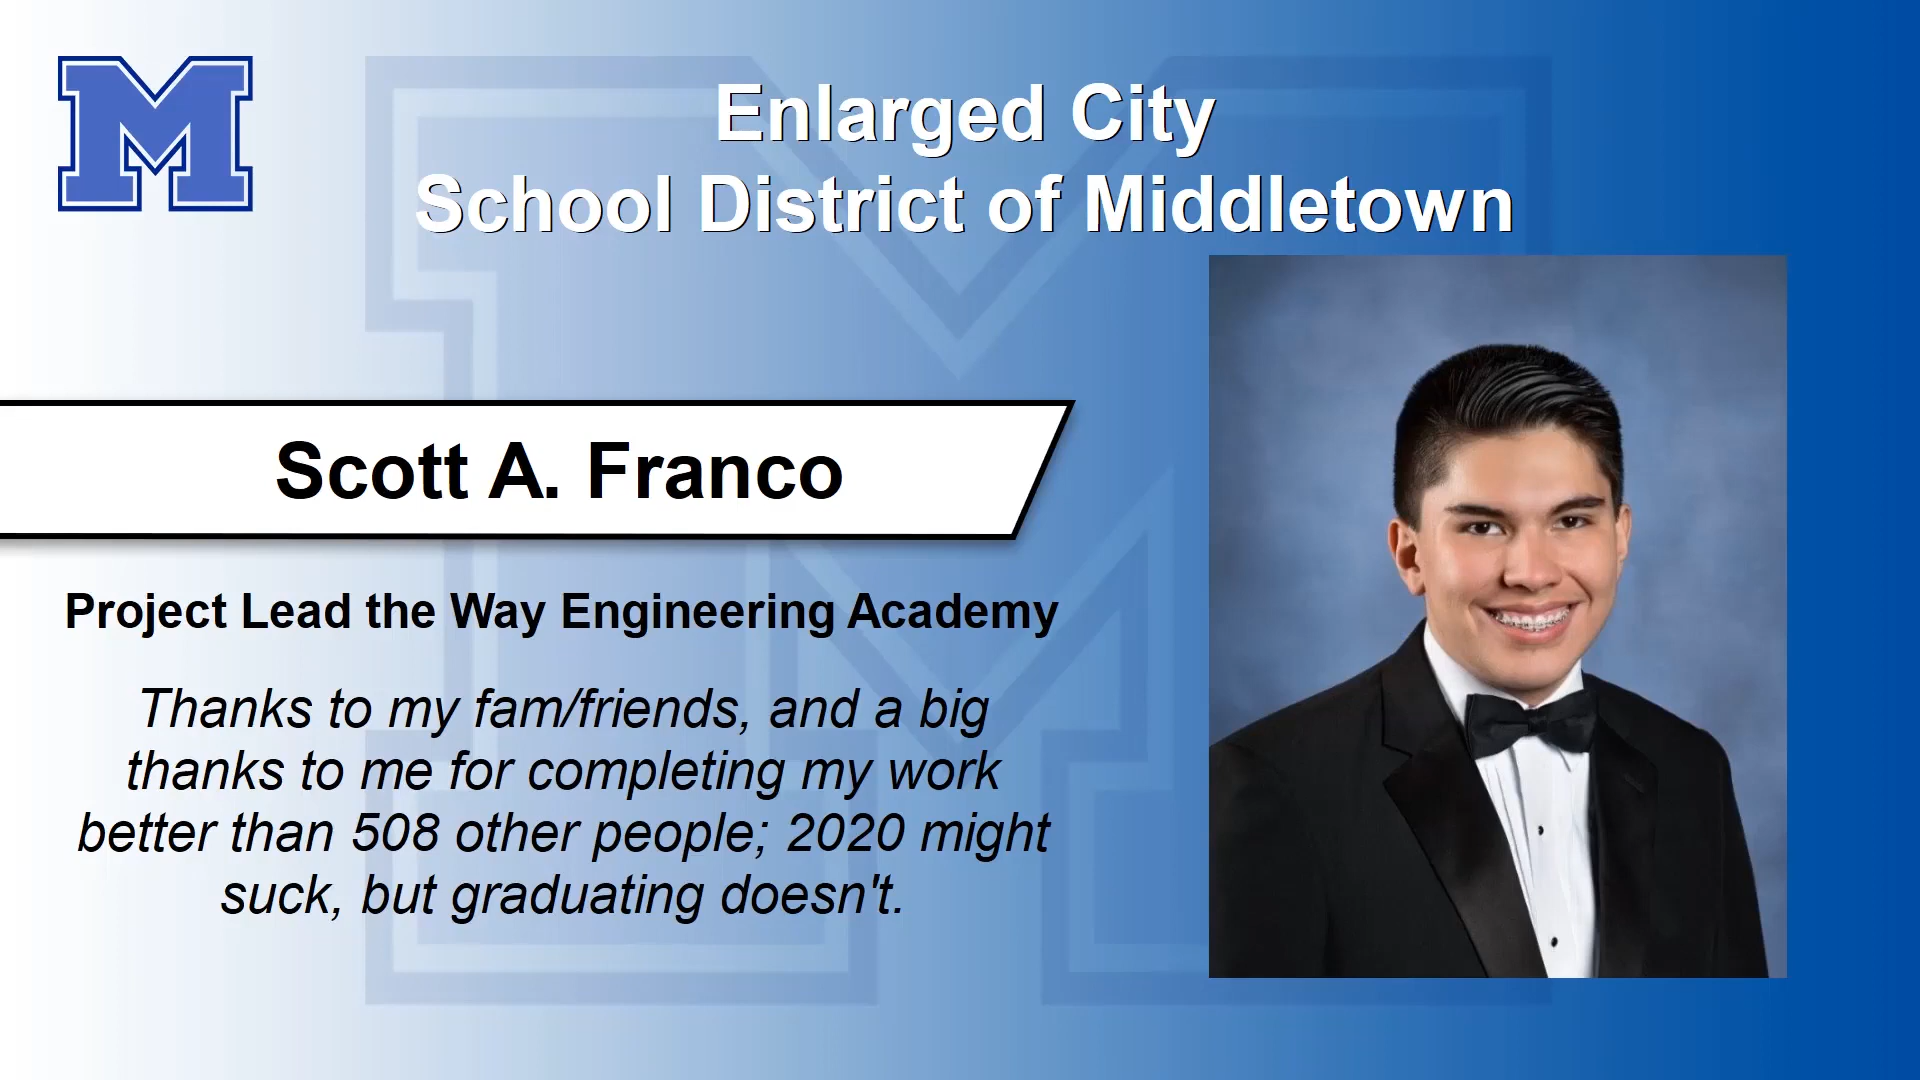 M
Enlarged City
School District of Middletown
Scott A. Franco
Project Lead the Way Engineering Academy
Thanks to my fam/friends, and a big
thanks to me for completing my work
better than 508 other people; 2020 might
suck, but graduating doesn't.